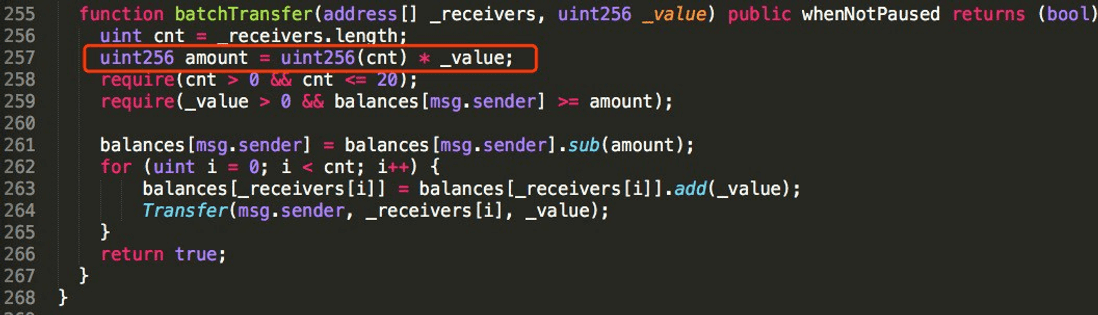 255 function batchTransfer(address[] _receivers, uint256 _value) public whenNotPaused returns (bool)
256 uint cnt = _receivers.length;
257 uint256 amount = uint256(cnt) * _value;
258 require(cnt > 0 && cnt <= 20);
259 require(_value > 0 && balances[msg.sender] >= amount);
260
261 balances[msg.sender] = balances[msg.sender].sub(amount);
262 for (uint i = 0; i < cnt; i++) {
263 balances[_receivers[i]] = balances[_receivers[i]].add(_value);
264 Transfer(msg.sender, _receivers[i], _value);
265 }
266 return true;
267 }
268 }